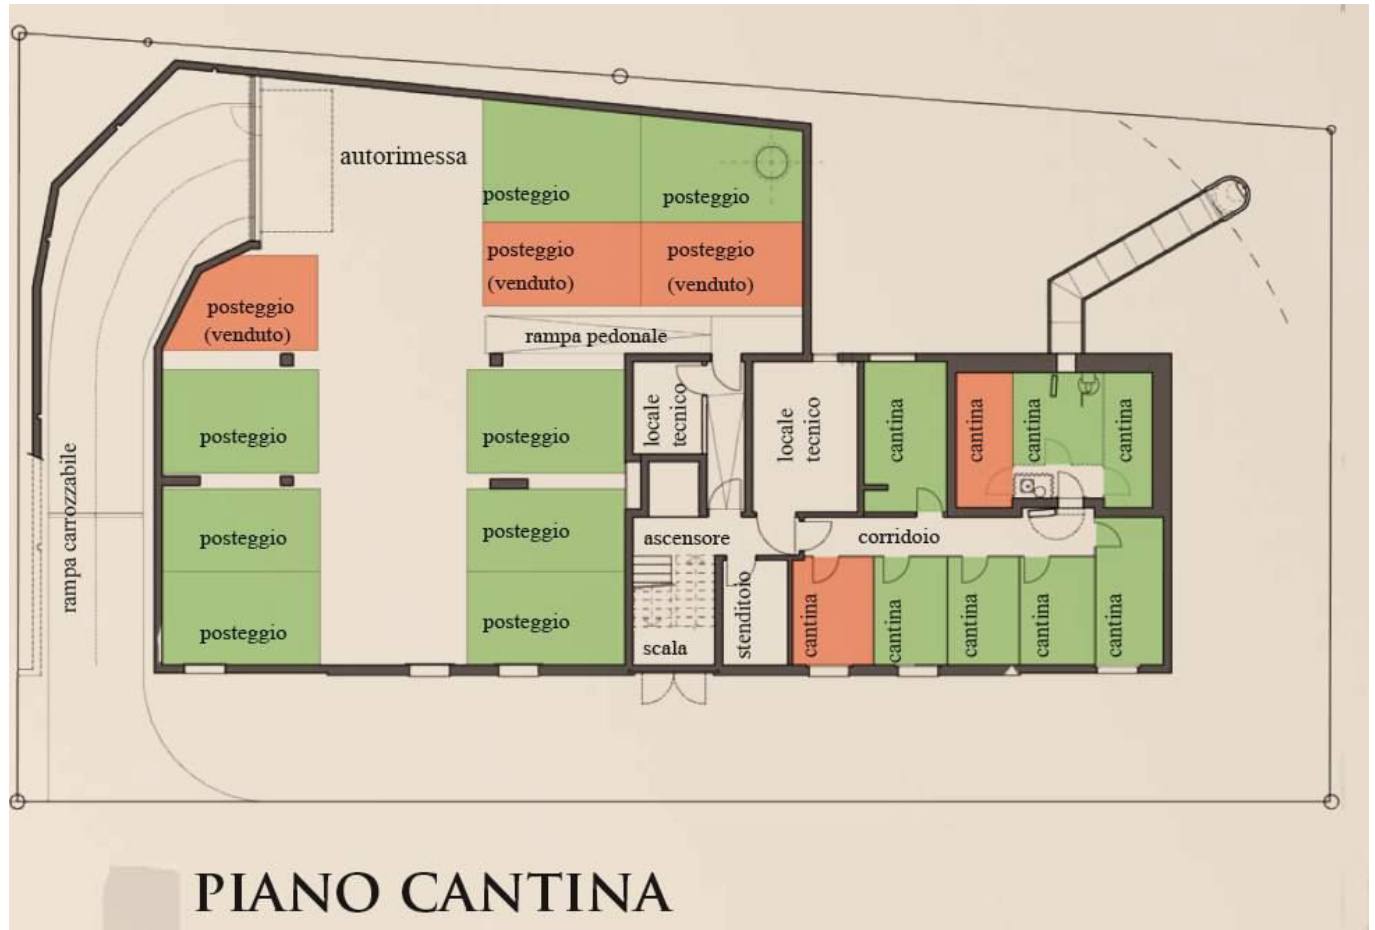 autorimessa
posteggio
posteggio
posteggio
(venduto)
posteggio
(venduto)
posteggio
(venduto)
rampa pedonale
locale
tecnico
locale
tecnico
cantina
cantina
cantina
cantina
posteggio
posteggio
rampa carrozzabile
posteggio
posteggio
ascensore
corridoio
posteggio
posteggio
scala
stenditoio
cantina
cantina
cantina
cantina
cantina
PIANO CANTINA